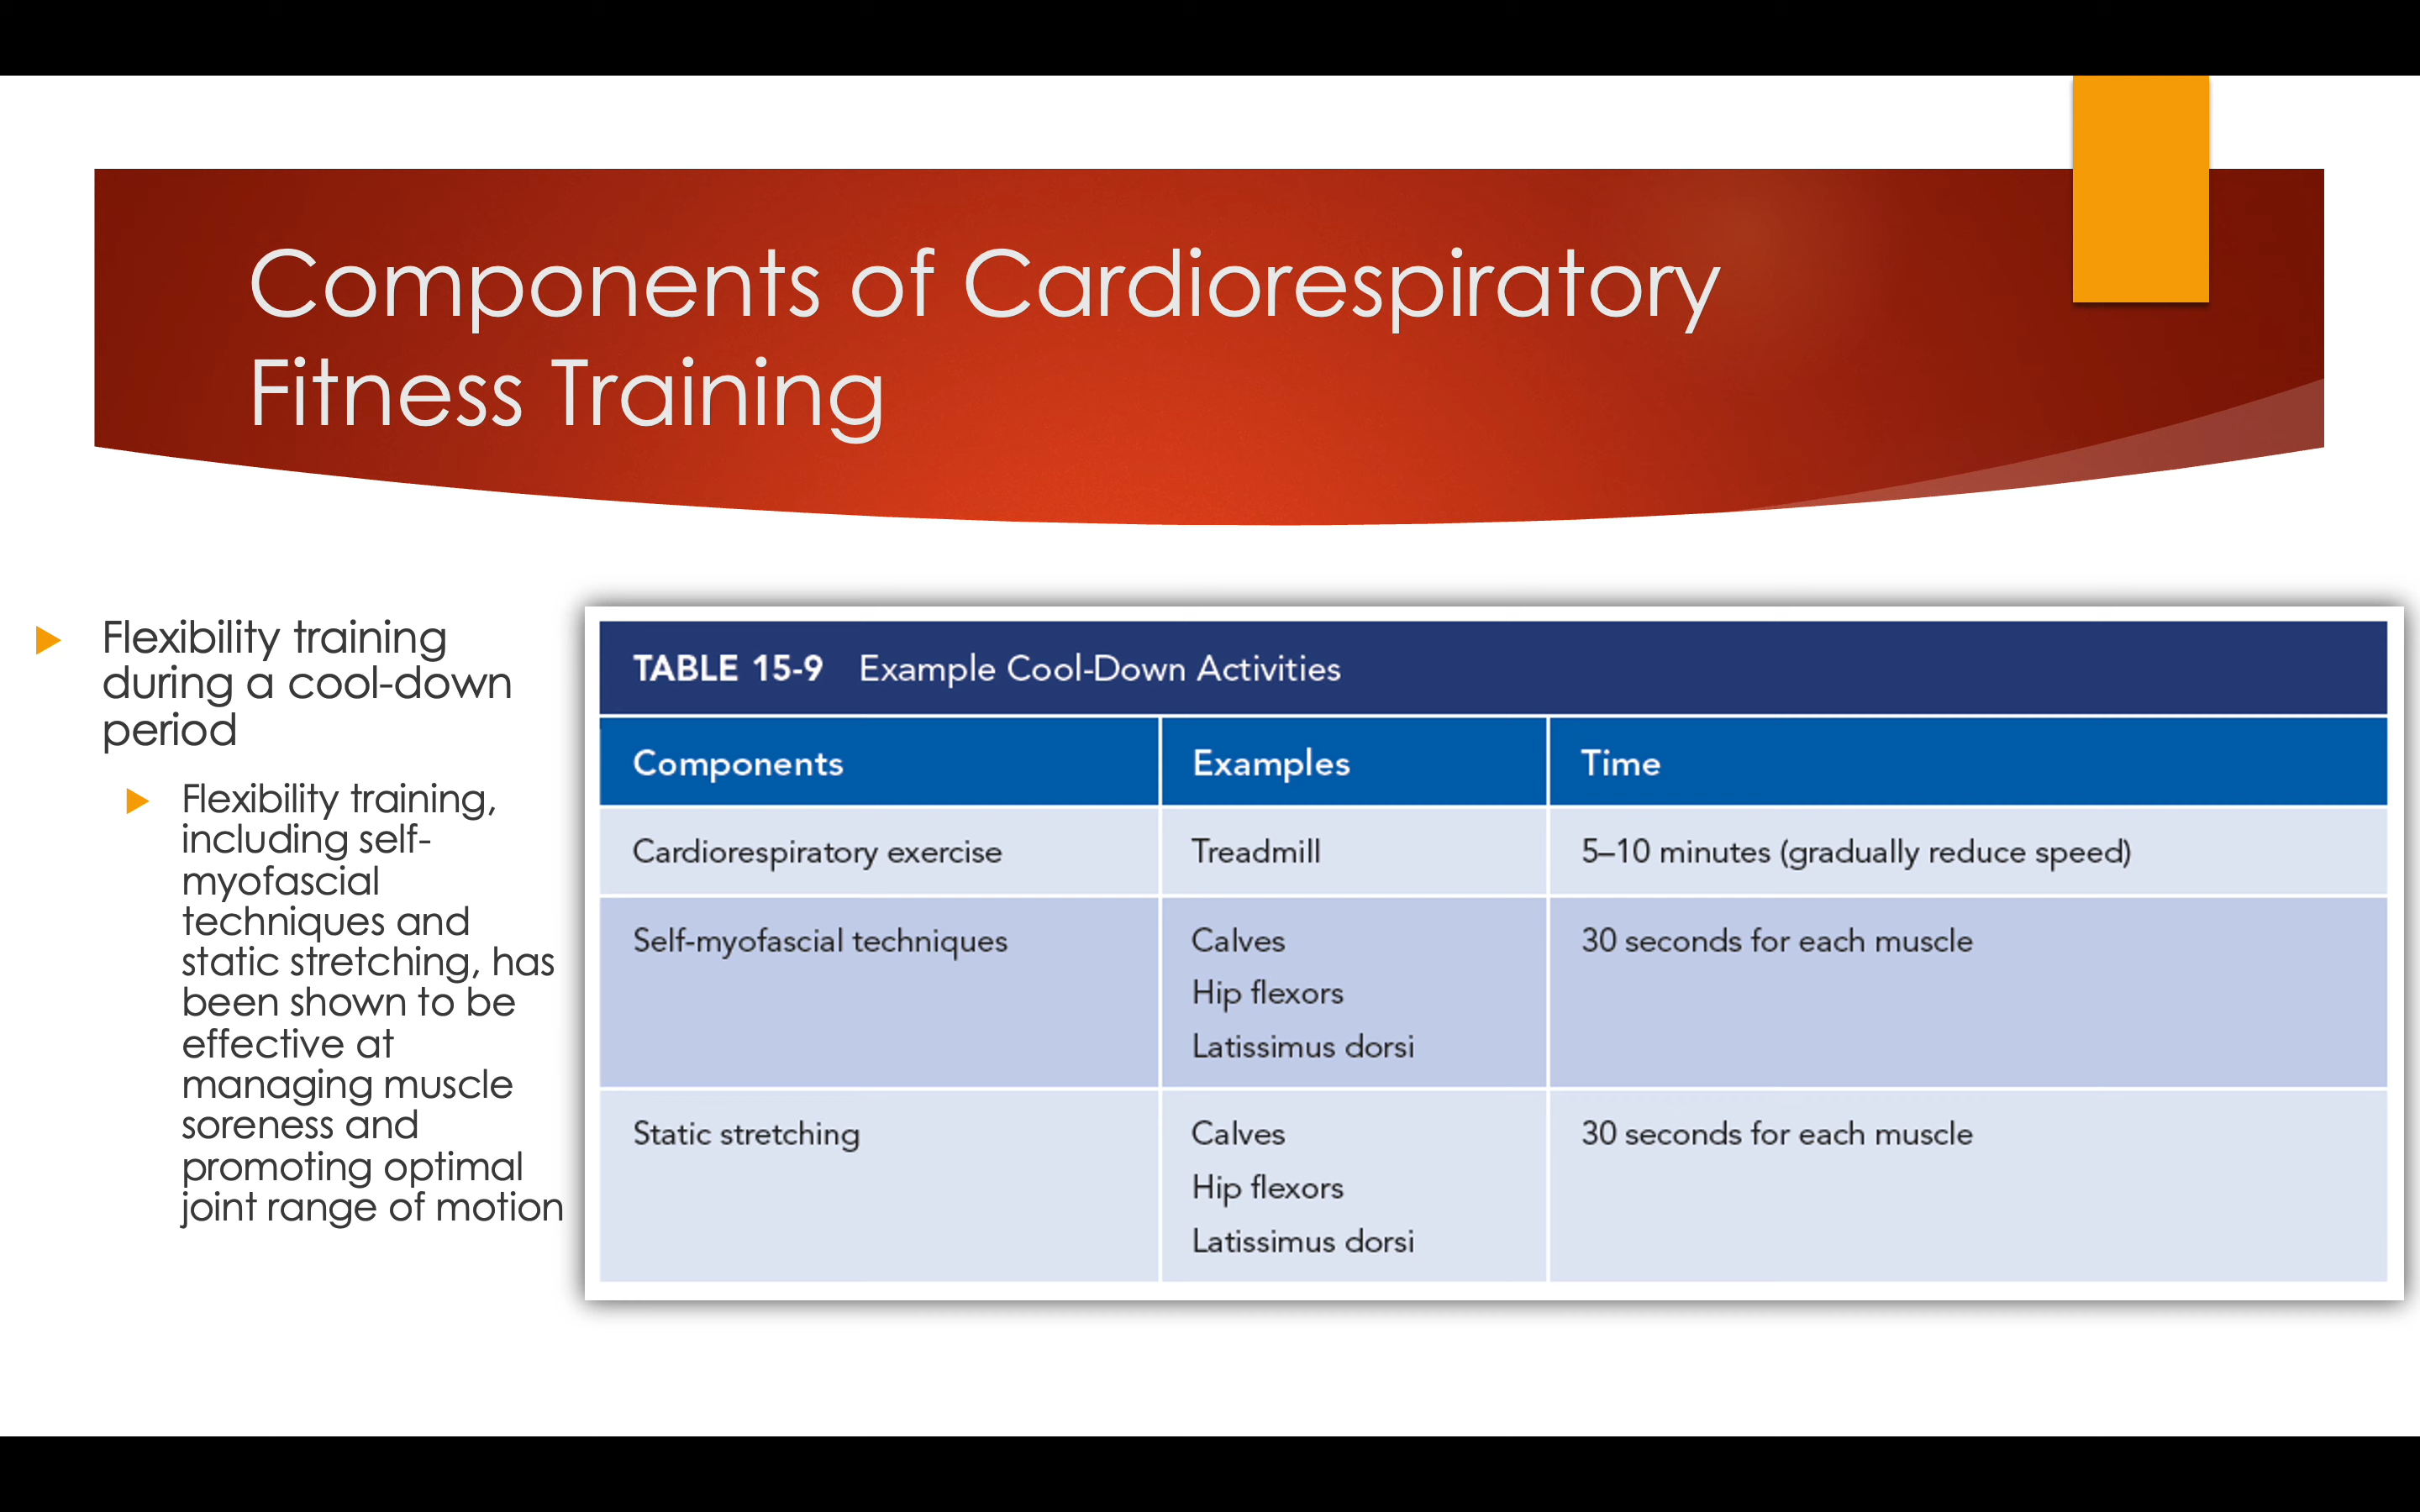 Components of Cardiorespiratory
Fitness Training
Flexibility training
during a cool-down
period
Flexibility training,
including self-
myofascial
techniques and
static stretching, has
been shown to be
effective at
managing muscle
soreness and
promoting optimal
joint range of motion
TABLE 15-9 Example Cool-Down Activities
Components Examples Time
Cardiorespiratory exercise Treadmill 5–10 minutes (gradually reduce speed)
Self-myofascial techniques Calves 30 seconds for each muscle
Hip flexors
Latissimus dorsi
Static stretching Calves 30 seconds for each muscle
Hip flexors
Latissimus dorsi